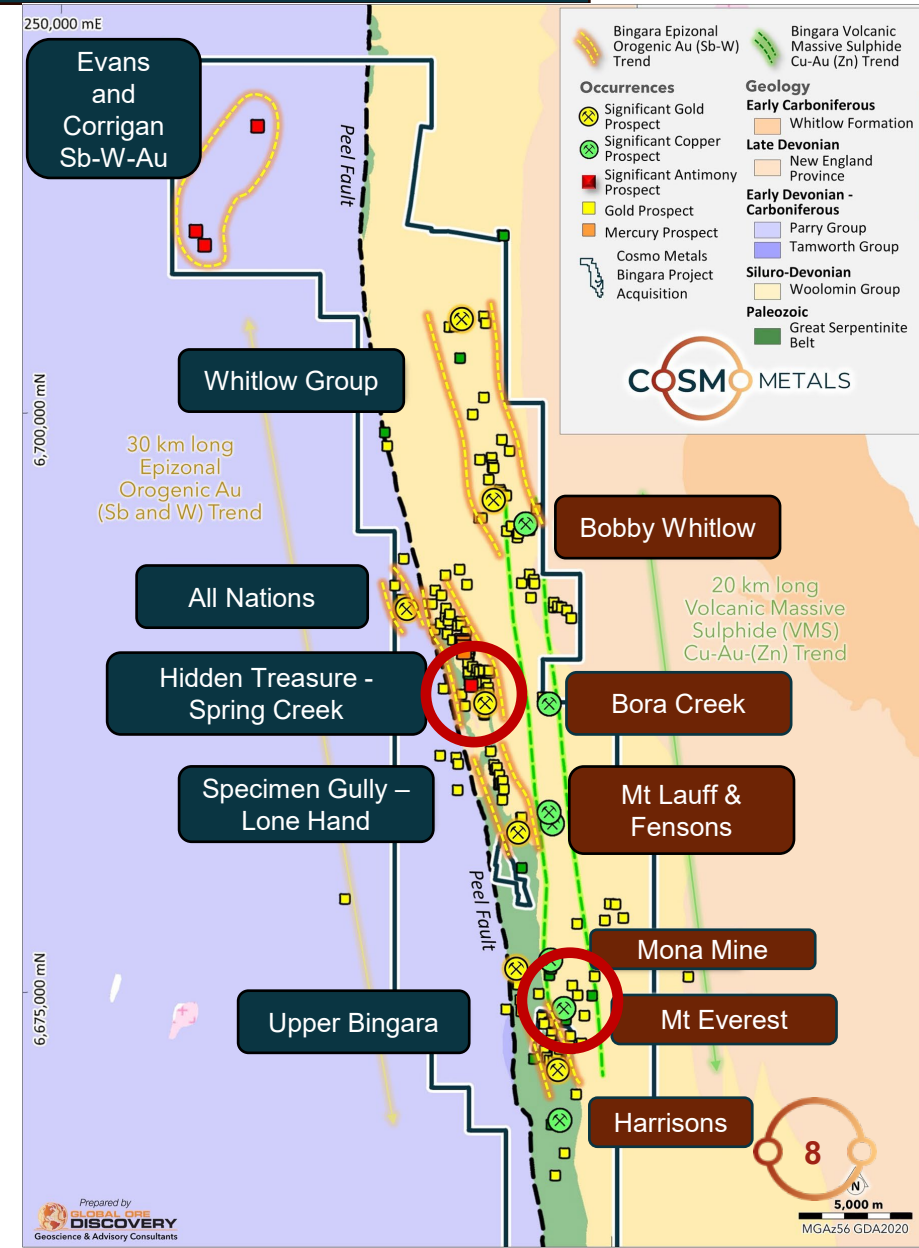 250,000 mE
Evans
and
Corrigan
Sb-W-Au
Peel Fault
Bingara Epizonal
Orogenic Au (Sb-W)
Trend
Bingara Volcanic
Massive Sulphide
Cu-Au (Zn) Trend
Occurrences
Significant Gold
Prospect
Significant Copper
Prospect
Significant Antimony
Prospect
Gold Prospect
Mercury Prospect
Cosmo Metals
Bingara Project
Acquisition
Geology
Early Carboniferous
Whitlow Formation
Late Devonian
New England
Province
Early Devonian -
Carboniferous
Parry Group
Tamworth Group
Siluro-Devonian
Woolomin Group
Paleozoic
Great Serpentinite
Belt
COSMO METALS
Whitlow Group
6,700,000 mN
30 km long
Epizonal
Orogenic Au
(Sb and W) Trend
Bobby Whitlow
All Nations
20 km long
Volcanic Massive
Sulphide (VMS)
Cu-Au-(Zn) Trend
Hidden Treasure -
Spring Creek
Bora Creek
Specimen Gully –
Lone Hand
Mt Lauff &
Fensons
Peel Fault
Mona Mine
6,675,000 mN
Upper Bingara
Mt Everest
Harrisons
8
N
5,000 m
MGAz56 GDA2020
Prepared by
GLOBAL ORE
DISCOVERY
Geoscience & Advisory Consultants